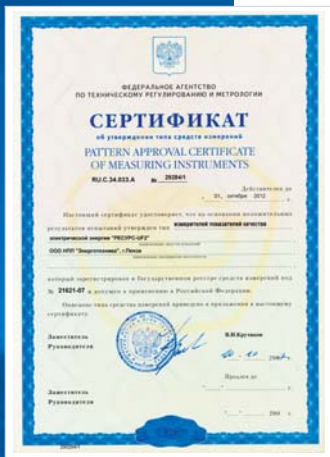 ФЕДЕРАЛЬНОЕ АГЕНТСТВО
ПО ТЕХНИЧЕСКОМУ РЕГУЛИРОВАНИЮ И МЕТРОЛОГИИ
СЕРТИФИКАТ
об утверждении типа средств измерений
PATTERN APPROVAL CERTIFICATE
OF MEASURING INSTRUMENTS
RU.C.34.033.A №
Действителен до
" 01, октября 2012 г.
Настоящий сертификат удостоверяет, что на основании положительных
результатов испытаний утвержден тип измерителей показателей качества
электрической энергии "РЕСУРС-UF2"
ООО НПП "Энерготехника", г.Пенза
который зарегистрирован в Государственном реестре средств измерений под
№ 21621-07 и допущен к применению в Российской Федерации.
Описание типа средства измерений приведено в приложении к настоящему
сертификату.
Заместитель
Руководителя
В.Н.Крутиков
Продлен до
" " г.
Заместитель
Руководителя
" " 200 г.